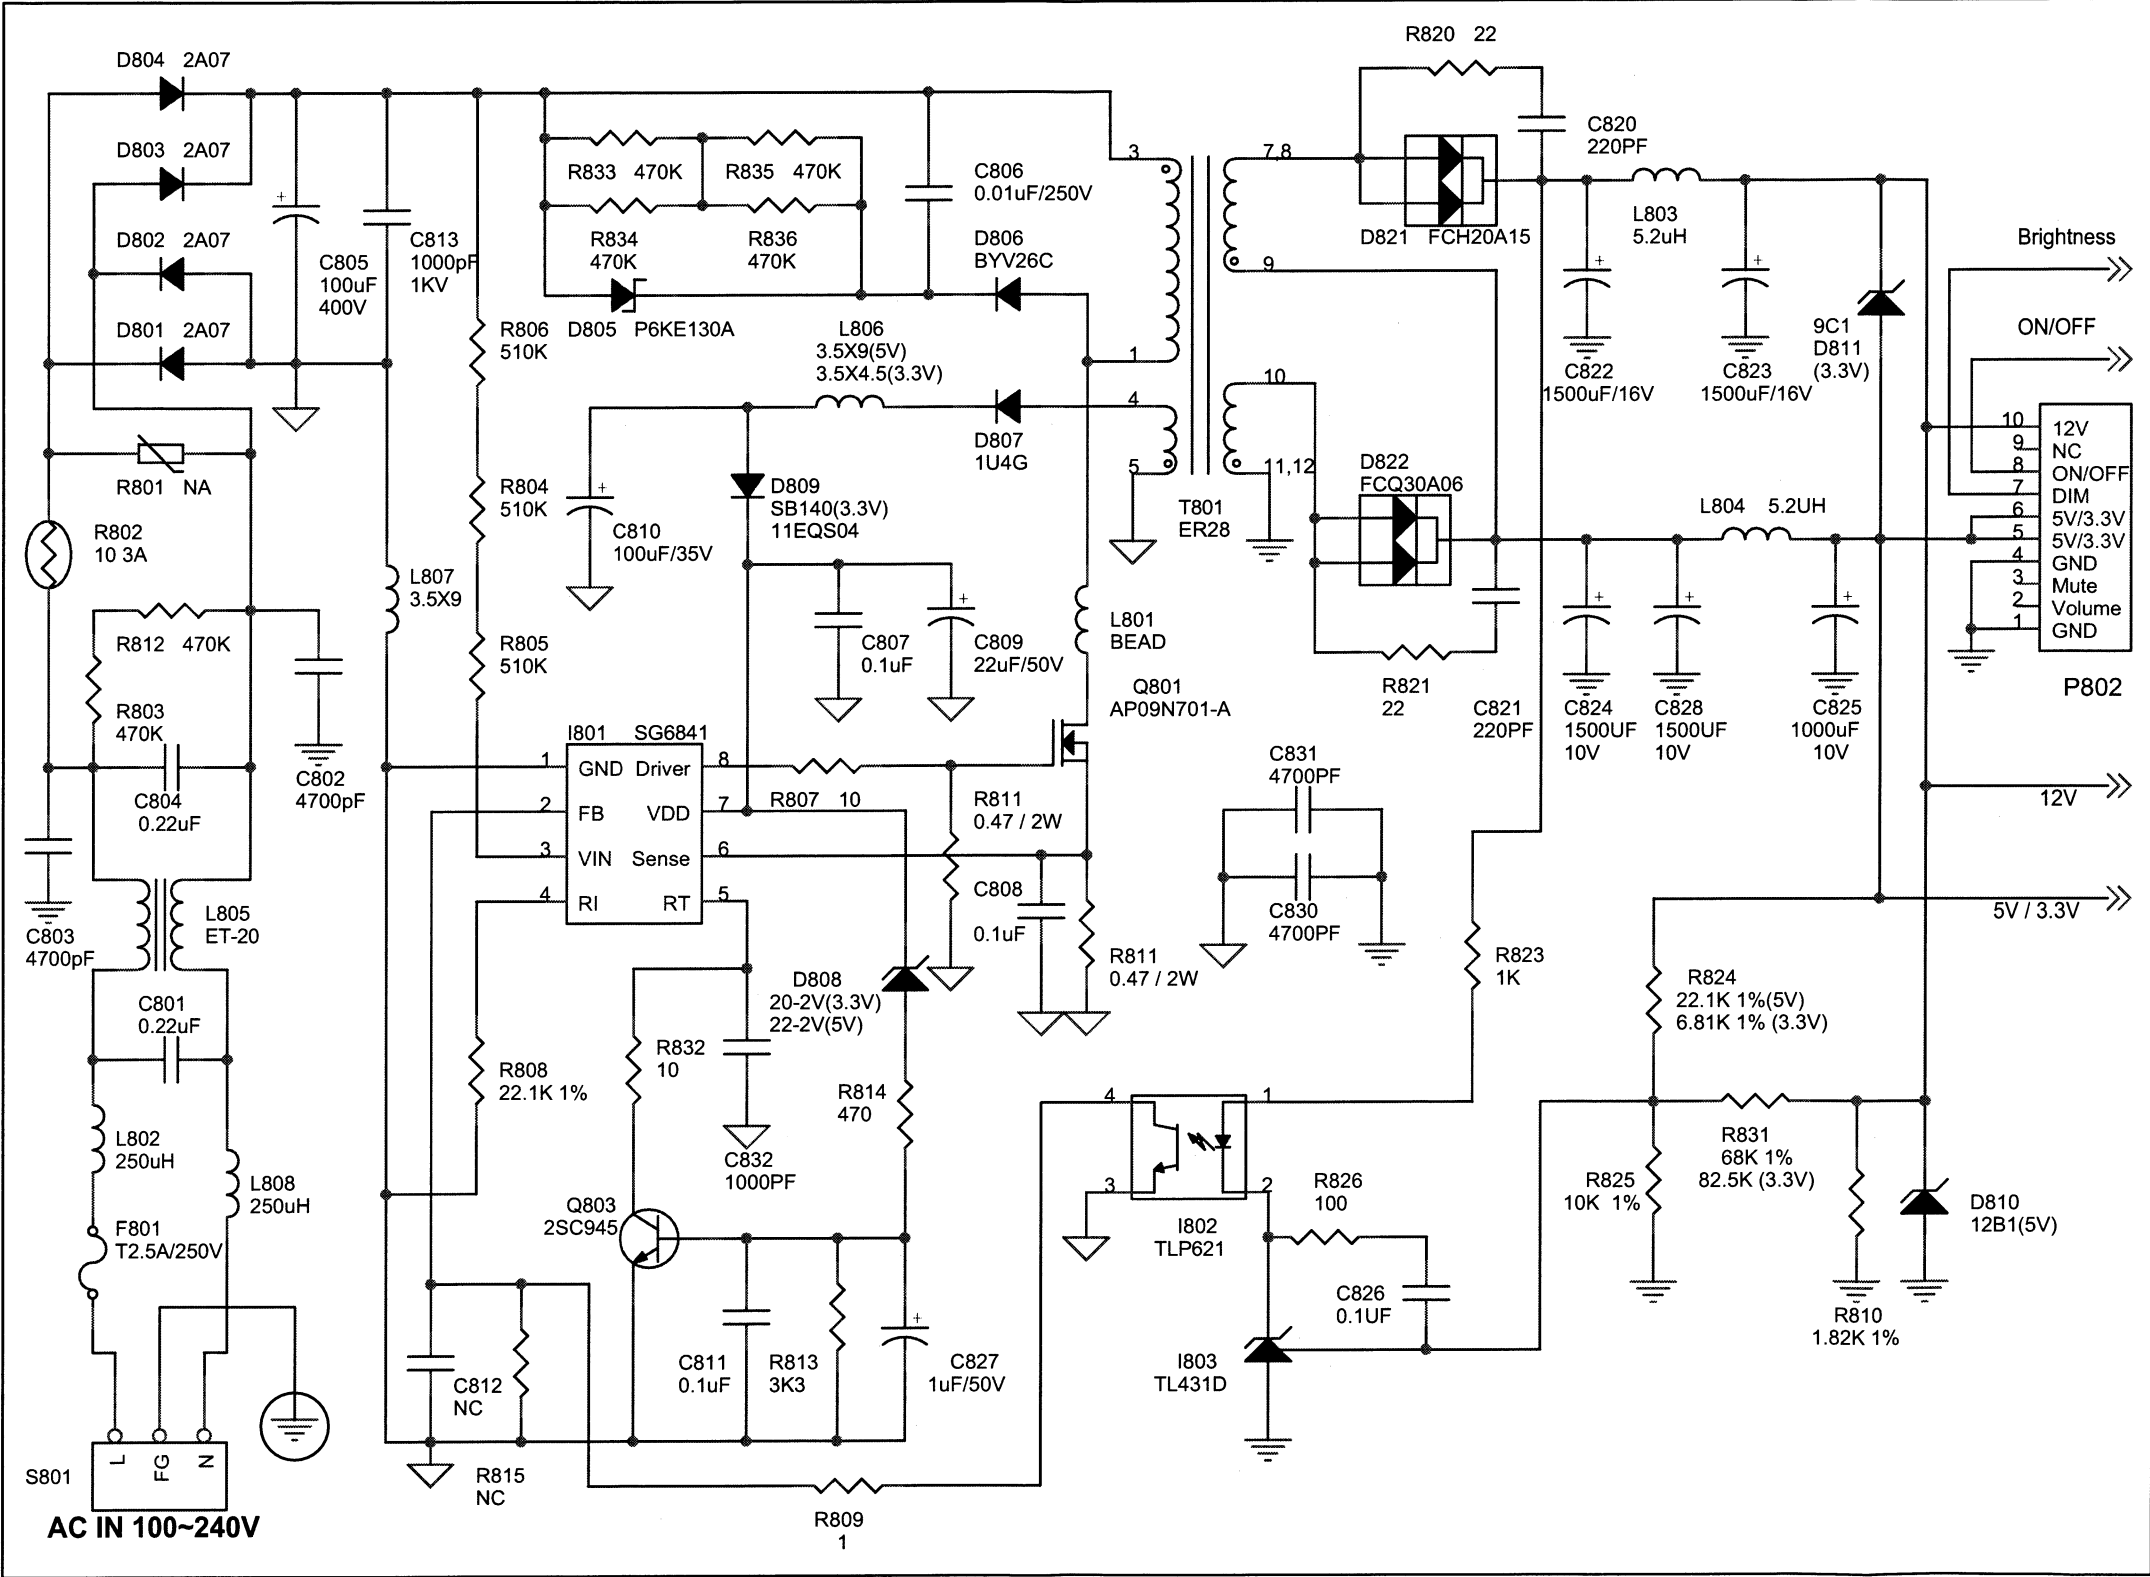 D804 2A07
D803 2A07
D802 2A07
D801 2A07
R801 NA
R802
10 3A
R812 470K
R803
470K
C804
0.22uF
C802
4700pF
C803
4700pF
L805
ET-20
C801
0.22uF
L802
250uH
L808
250uH
F801
T2.5A/250V
S801
L
FG
N
AC IN 100~240V
+
C805
100uF
400V
C813
1000pF
1KV
L807
3.5X9
R806
510K
R804
510K
R805
510K
R833 470K
R835 470K
R834
470K
R836
470K
D805 P6KE130A
C806
0.01uF/250V
D806
BYV26C
L806
3.5X9(5V)
3.5X4.5(3.3V)
D807
1U4G
D809
SB140(3.3V)
11EQS04
+
C810
100uF/35V
C807
0.1uF
+
C809
22uF/50V
L801
BEAD
Q801
AP09N701-A
I801 SG6841
1 GND Driver 8
2 FB VDD 7
3 VIN Sense 6
4 RI RT 5
R807 10
R811
0.47 / 2W
C808
0.1uF
R811
0.47 / 2W
D808
20-2V(3.3V)
22-2V(5V)
R808
22.1K 1%
R832
10
C832
1000PF
R814
470
Q803
2SC945
C812
NC
R815
NC
C811
0.1uF
R813
3K3
+
C827
1uF/50V
R809
1
3
1
4
5
7,8
9
10
11,12
T801
ER28
R820 22
C820
220PF
D821 FCH20A15
L803
5.2uH
+
C822
1500uF/16V
+
C823
1500uF/16V
9C1
D811
(3.3V)
D822
FCQ30A06
R821
22
C821
220PF
L804 5.2UH
+
C824
1500UF
10V
+
C828
1500UF
10V
+
C825
1000uF
10V
Brightness
ON/OFF
10 12V
9 NC
8 ON/OFF
7 DIM
6 5V/3.3V
5 5V/3.3V
4 GND
3 Mute
2 Volume
1 GND
P802
12V
5V / 3.3V
C831
4700PF
C830
4700PF
R823
1K
R824
22.1K 1%(5V)
6.81K 1% (3.3V)
R825
10K 1%
R831
68K 1%
82.5K (3.3V)
R810
1.82K 1%
D810
12B1(5V)
4
3
1
2
I802
TLP621
R826
100
C826
0.1UF
I803
TL431D